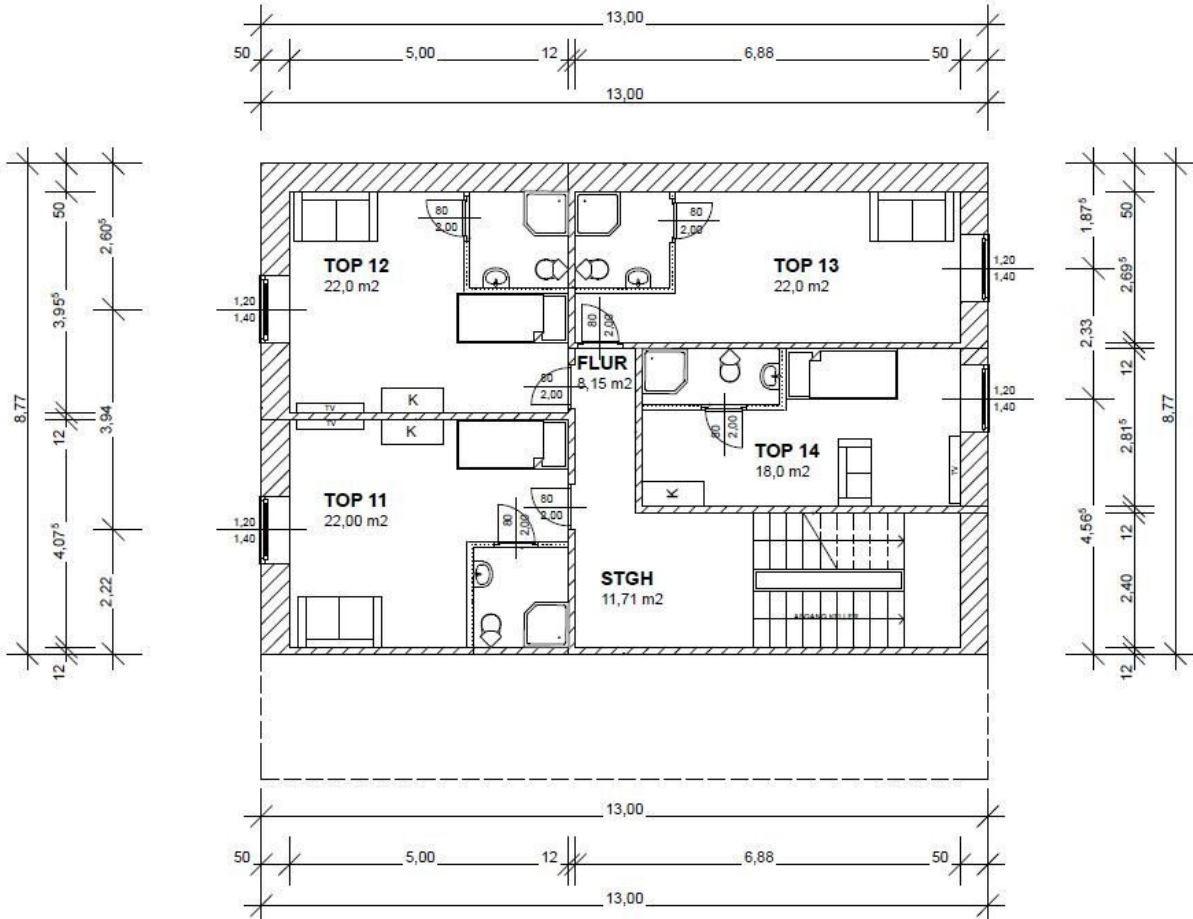 13,00
50 5,00 12 6,88 50
13,00
8,77
50
3,95⁵
12
4,07⁵
12
2,60⁵
3,94
2,22
TOP 12
22,0 m2
80
2,00
1,20
1,40
80
2,00
K
TV
TOP 13
22,0 m2
80
2,00
1,20
1,40
80
2,00
FLUR
8,15 m2
TOP 14
18,0 m2
80
2,00
1,20
1,40
K
TV
TV
K
TOP 11
22,00 m2
80
2,00
80
2,00
1,20
1,40
STGH
11,71 m2
ABGANG KELLER
1,87⁵
2,33
4,56⁵
50
2,69⁵
12
2,81⁵
12
2,40
12
8,77
13,00
50 5,00 12 6,88 50
13,00